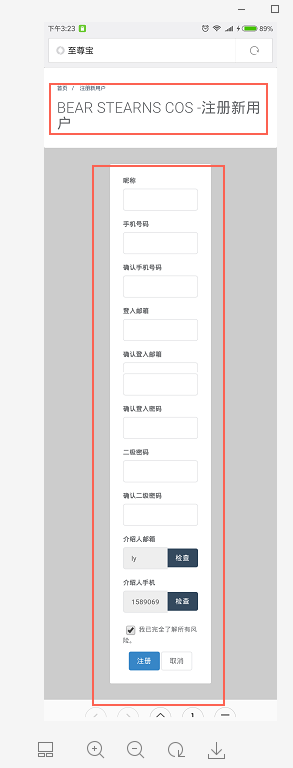 下午3:23
89%
至尊宝
首页 / 注册新用户
BEAR STEARNS COS -注册新用
户
昵称
手机号码
确认手机号码
登入邮箱
确认登入邮箱
确认登入密码
二级密码
确认二级密码
介绍人邮箱
ly 检查
介绍人手机
1589069 检查
我已完全了解所有风
险。
注册 取消
1